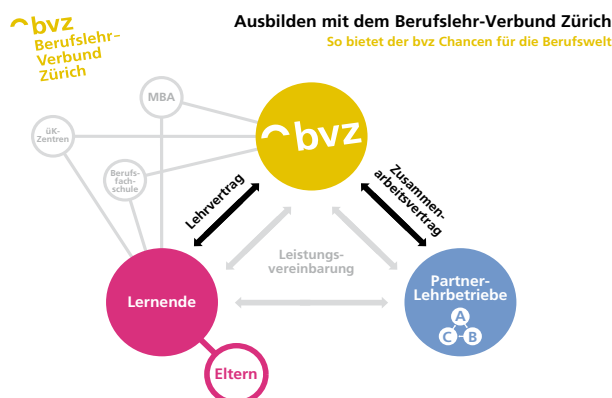 bvz
Berufslehr-
Verbund
Zürich
Ausbilden mit dem Berufslehr-Verbund Zürich
So bietet der bvz Chancen für die Berufswelt
MBA
üK-
Zentren
Berufs-
fach-
schule
bvz
Lehrvertrag
Zusammen-
arbeitsvertrag
Leistungs-
vereinbarung
Lernende
Partner-
Lehrbetriebe
A
C
B
Eltern